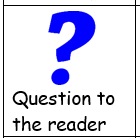 ?
Question to
the reader